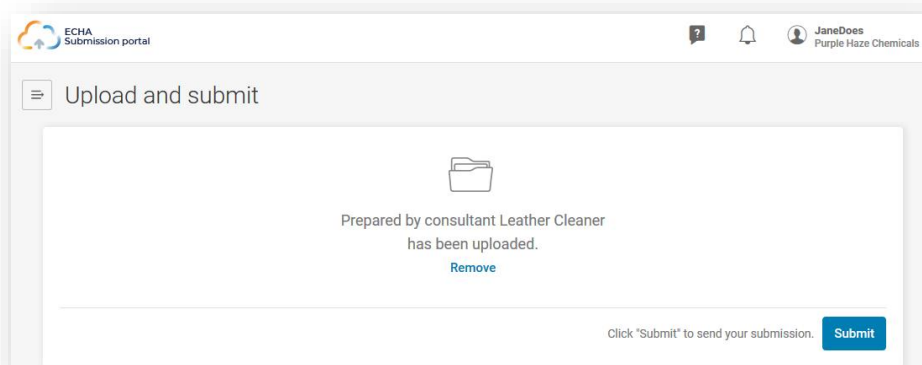 ECHA
Submission portal
?
JaneDoes
Purple Haze Chemicals
Upload and submit
Prepared by consultant Leather Cleaner
has been uploaded.
Remove
Click "Submit" to send your submission.
Submit